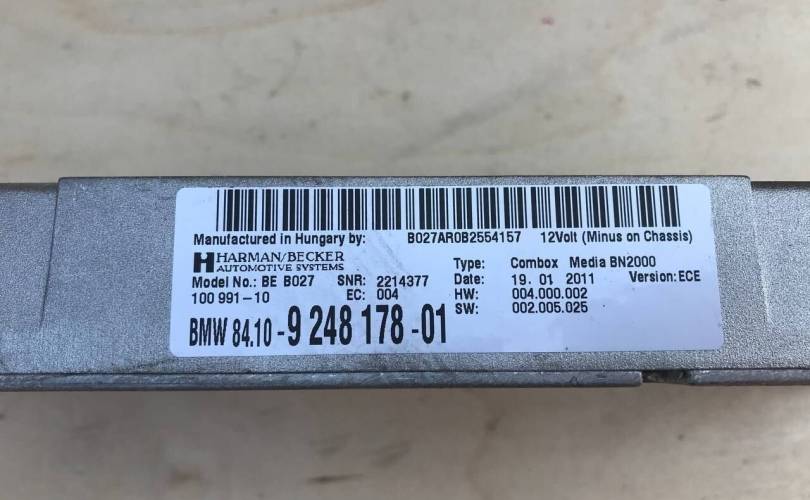 Manufactured in Hungary by: B027AR0B2554157 12Volt (Minus on Chassis)
HARMAN/BECKER
AUTOMOTIVE SYSTEMS
Type: Combox Media BN2000
Model No.: BE B027 SNR: 2214377 Date: 19.01 2011 Version: ECE
100 991-10 EC: 004 HW: 004.000.002
SW: 002.005.025
BMW 84.10 -9 248 178 -01